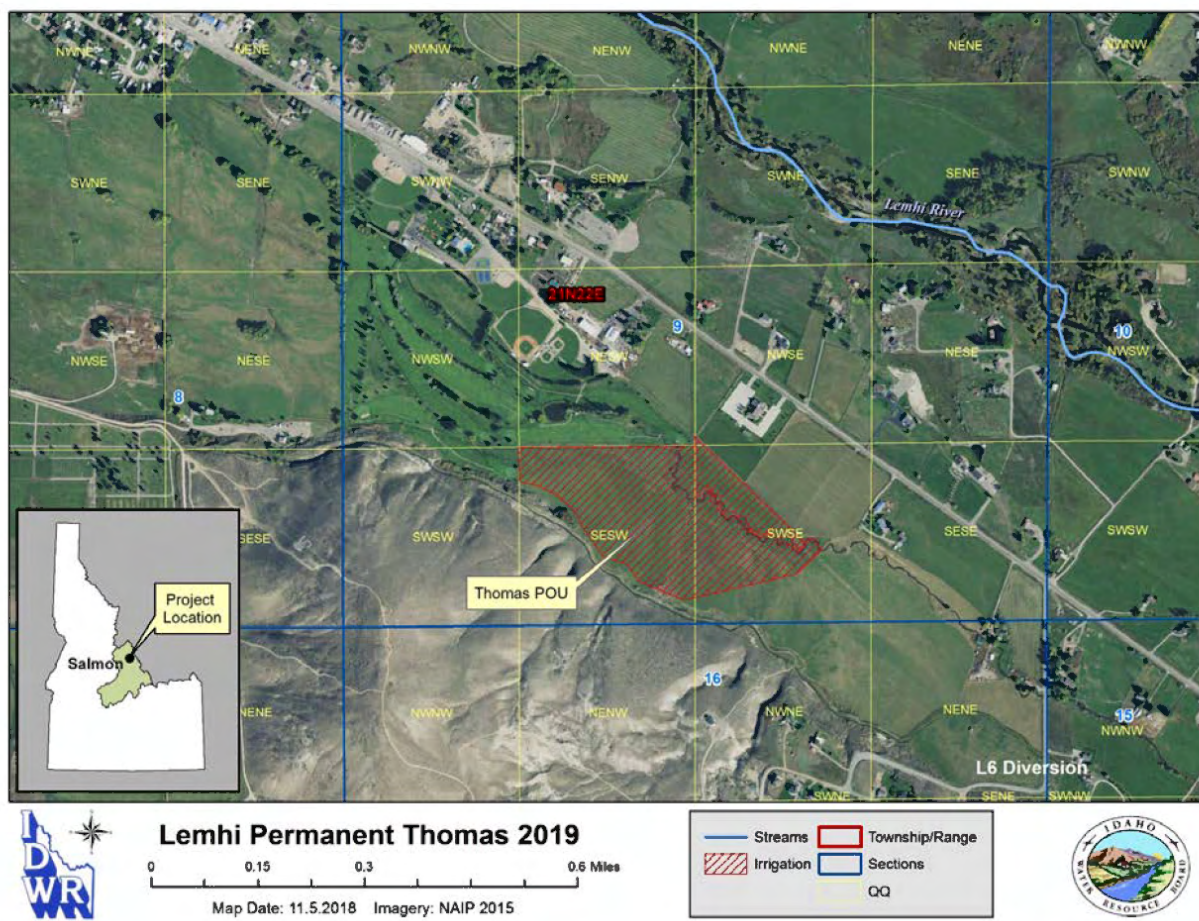 NWNE
NENE
NWNW
NENW
NWNE
NENE
NWNW
SWNE
SENE
SWNW
SENW
SWNE
SENE
SWNW
Lemhi River
21N22E
9
10
NWSE
NESE
NWSW
NESW
NWSE
NESE
NWSW
8
SESE
SWSW
SESW
SWSE
SESE
SWSW
Thomas POU
Project
Location
Salmon
16
15
NENE
NWNW
NENW
NWNE
NENE
NWNW
L6 Diversion
SWNE
SENE
SWNW
IDWR
Lemhi Permanent Thomas 2019
0 0.15 0.3 0.6 Miles
Map Date: 11.5.2018 Imagery: NAIP 2015
Streams
Township/Range
Irrigation
Sections
QQ
IDAHO
WATER RESOURCE BOARD